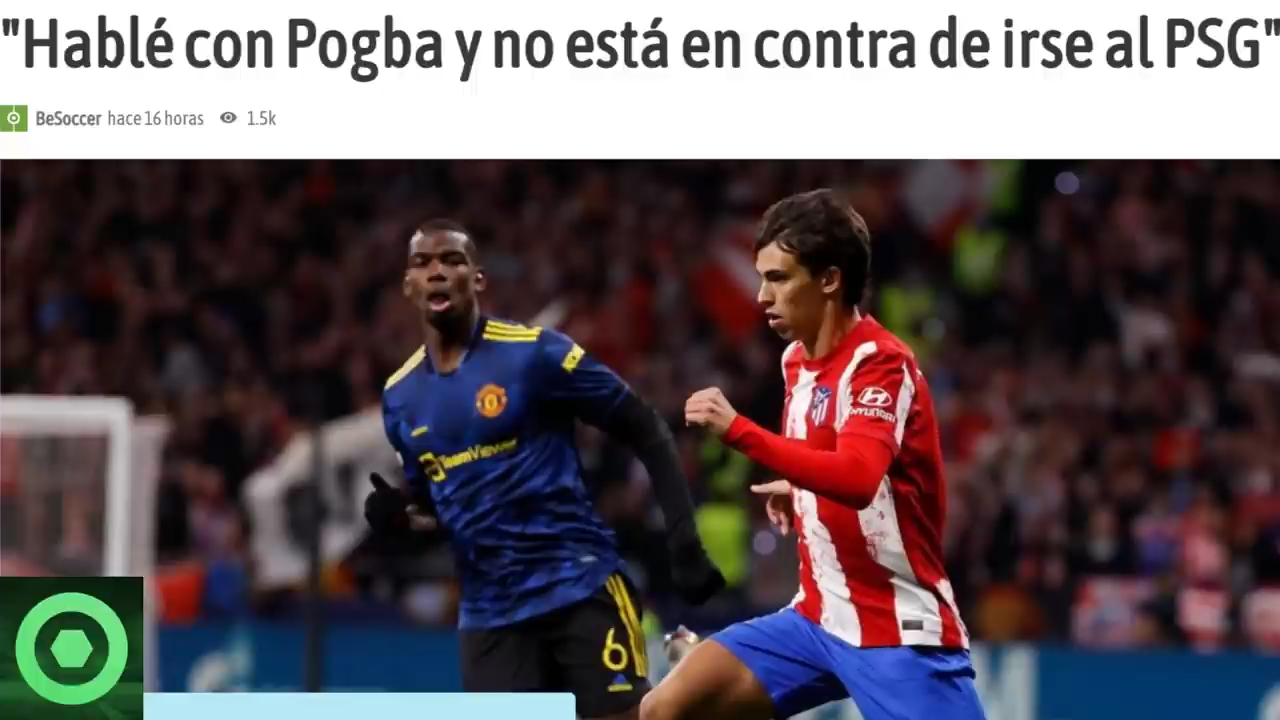 "Hablé con Pogba y no está en contra de irse al PSG"
BeSoccer hace 16 horas 1.5k
TeamViewer
HYUNDAI
6